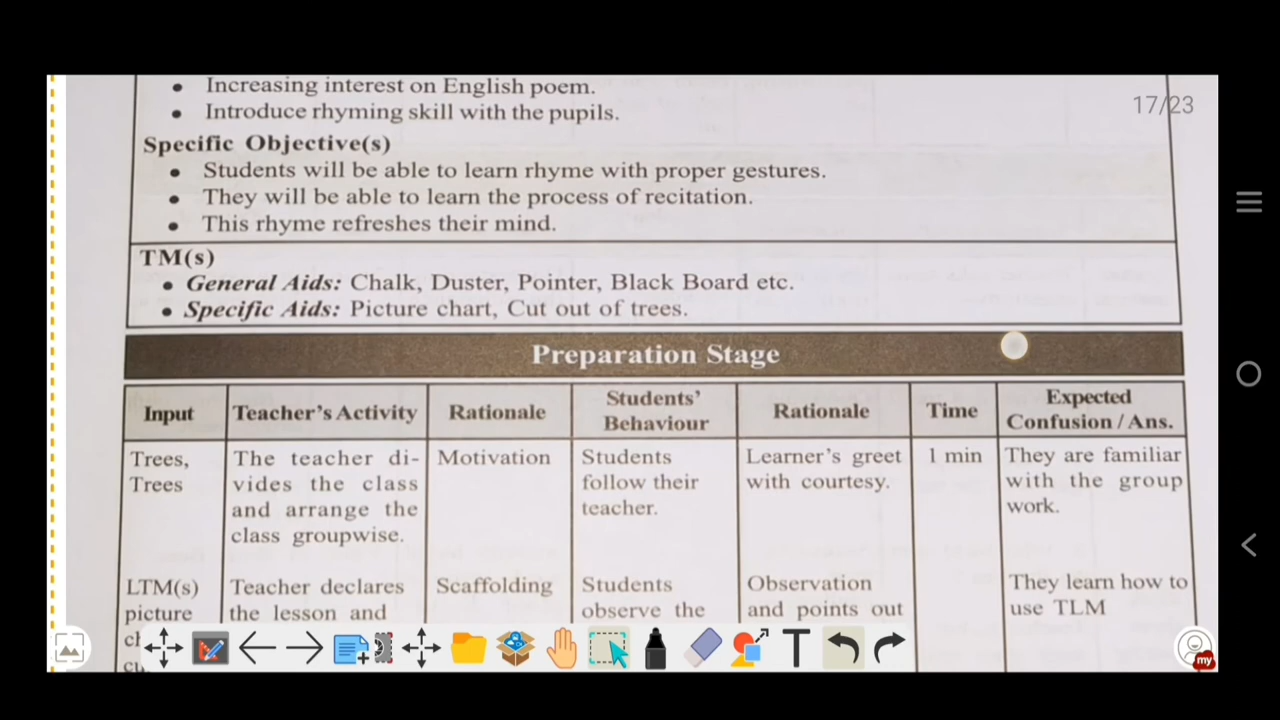 Increasing interest on English poem.
Introduce rhyming skill with the pupils.
17/23
Specific Objective(s)
Students will be able to learn rhyme with proper gestures.
They will be able to learn the process of recitation.
This rhyme refreshes their mind.
TM(s)
General Aids: Chalk, Duster, Pointer, Black Board etc.
Specific Aids: Picture chart, Cut out of trees.
Preparation Stage
Input Teacher's Activity Rationale Students' Behaviour Rationale Time Expected Confusion / Ans.
Trees, The teacher di- Motivation Students Learner's greet 1 min They are familiar
Trees vides the class follow their with courtesy. with the group
and arrange the teacher. work.
class groupwise.
LTM(s) Teacher declares Scaffolding Students Observation They learn how to
picture the lesson and observe the and points out use TLM
T
my